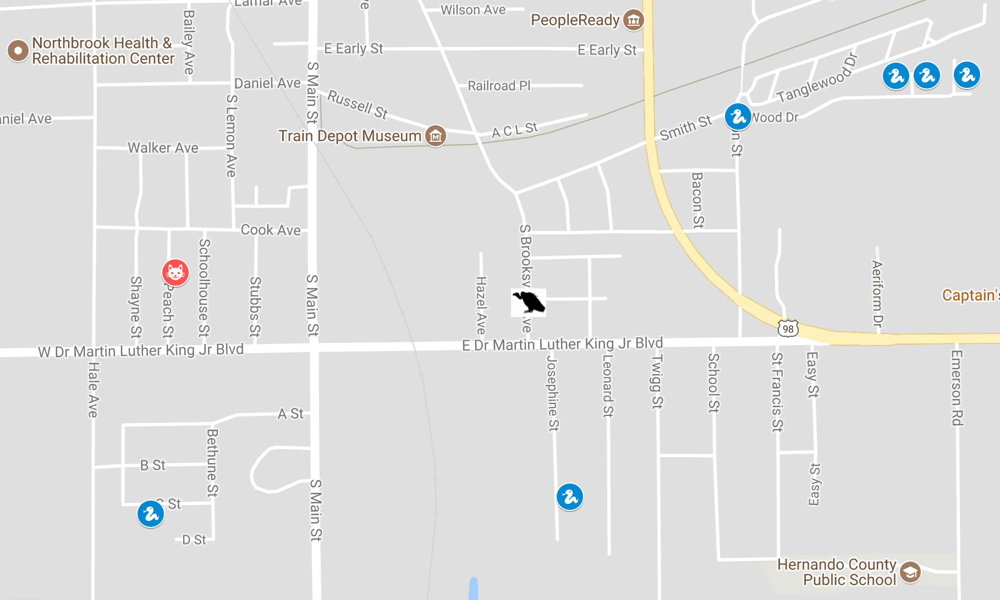 Lamar Ave
Wilson Ave
PeopleReady
Bailey Ave
Northbrook Health &
Rehabilitation Center
E Early St
E Early St
S Main St
Daniel Ave
Railroad Pl
Tanglewood Dr
S Lemon Ave
Russell St
Wood Dr
Smith St
A C L St
Train Depot Museum
Walker Ave
Bacon St
Cook Ave
S Main St
Schoolhouse St
Shayne St
Peach St
Stubbs St
Hazel Ave
Ave
Aeriform Dr
98
W Dr Martin Luther King Jr Blvd
E Dr Martin Luther King Jr Blvd
Hale Ave
Josephine St
Leonard St
Twigg St
School St
St Francis St
Easy St
Emerson Rd
A St
Bethune St
B St
Easy St
S Main St
St
D St
Hernando County
Public School